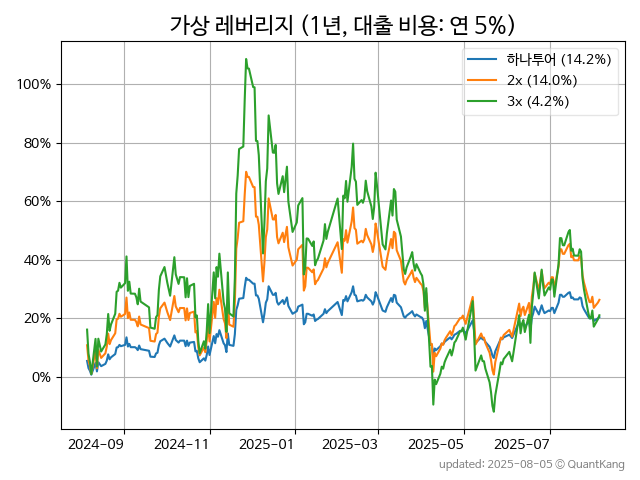 가상 레버리지 (1년, 대출 비용: 연 5%)
하나투어 (14.2%)
2x (14.0%)
3x (4.2%)
100%
80%
60%
40%
20%
0%
2024-09
2024-11
2025-01
2025-03
2025-05
2025-07
updated: 2025-08-05 © QuantKang